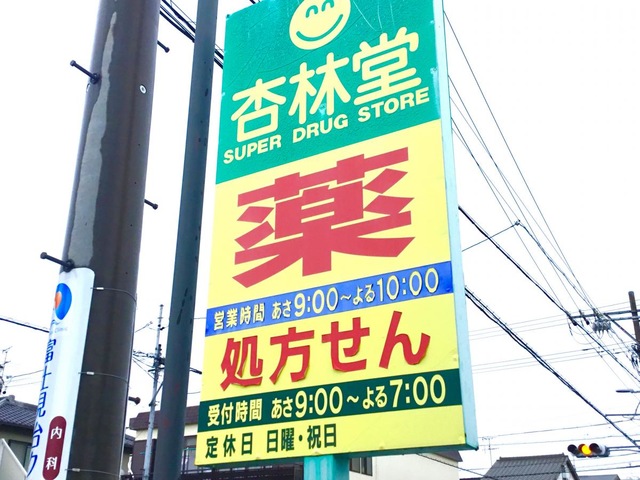 杏林堂
SUPER DRUG STORE
薬
営業時間 あさ9:00～よる10:00
処方せん
受付時間 あさ9:00～よる7:00
定休日 日曜・祝日
富士見台ク
内科